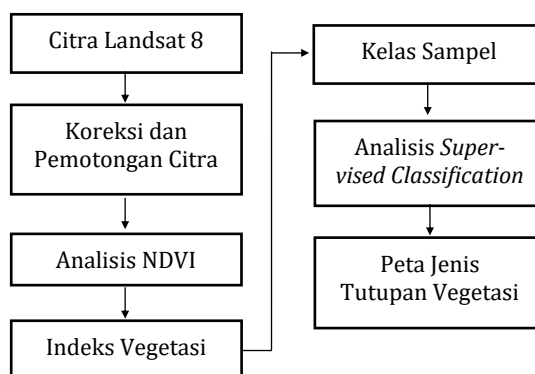 Citra Landsat 8
Koreksi dan
Pemotongan Citra
Analisis NDVI
Indeks Vegetasi
Kelas Sampel
Analisis Super-
vised Classification
Peta Jenis
Tutupan Vegetasi